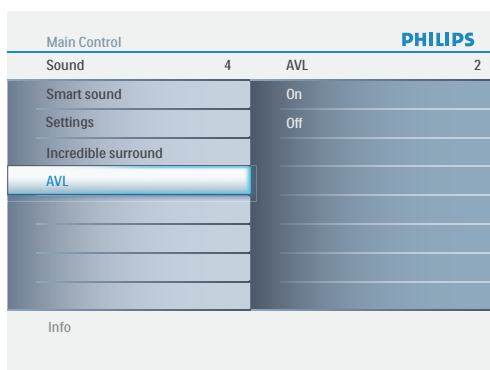 Main Control PHILIPS
Sound 4 AVL 2
Smart sound On
Settings Off
Incredible surround
AVL
Info